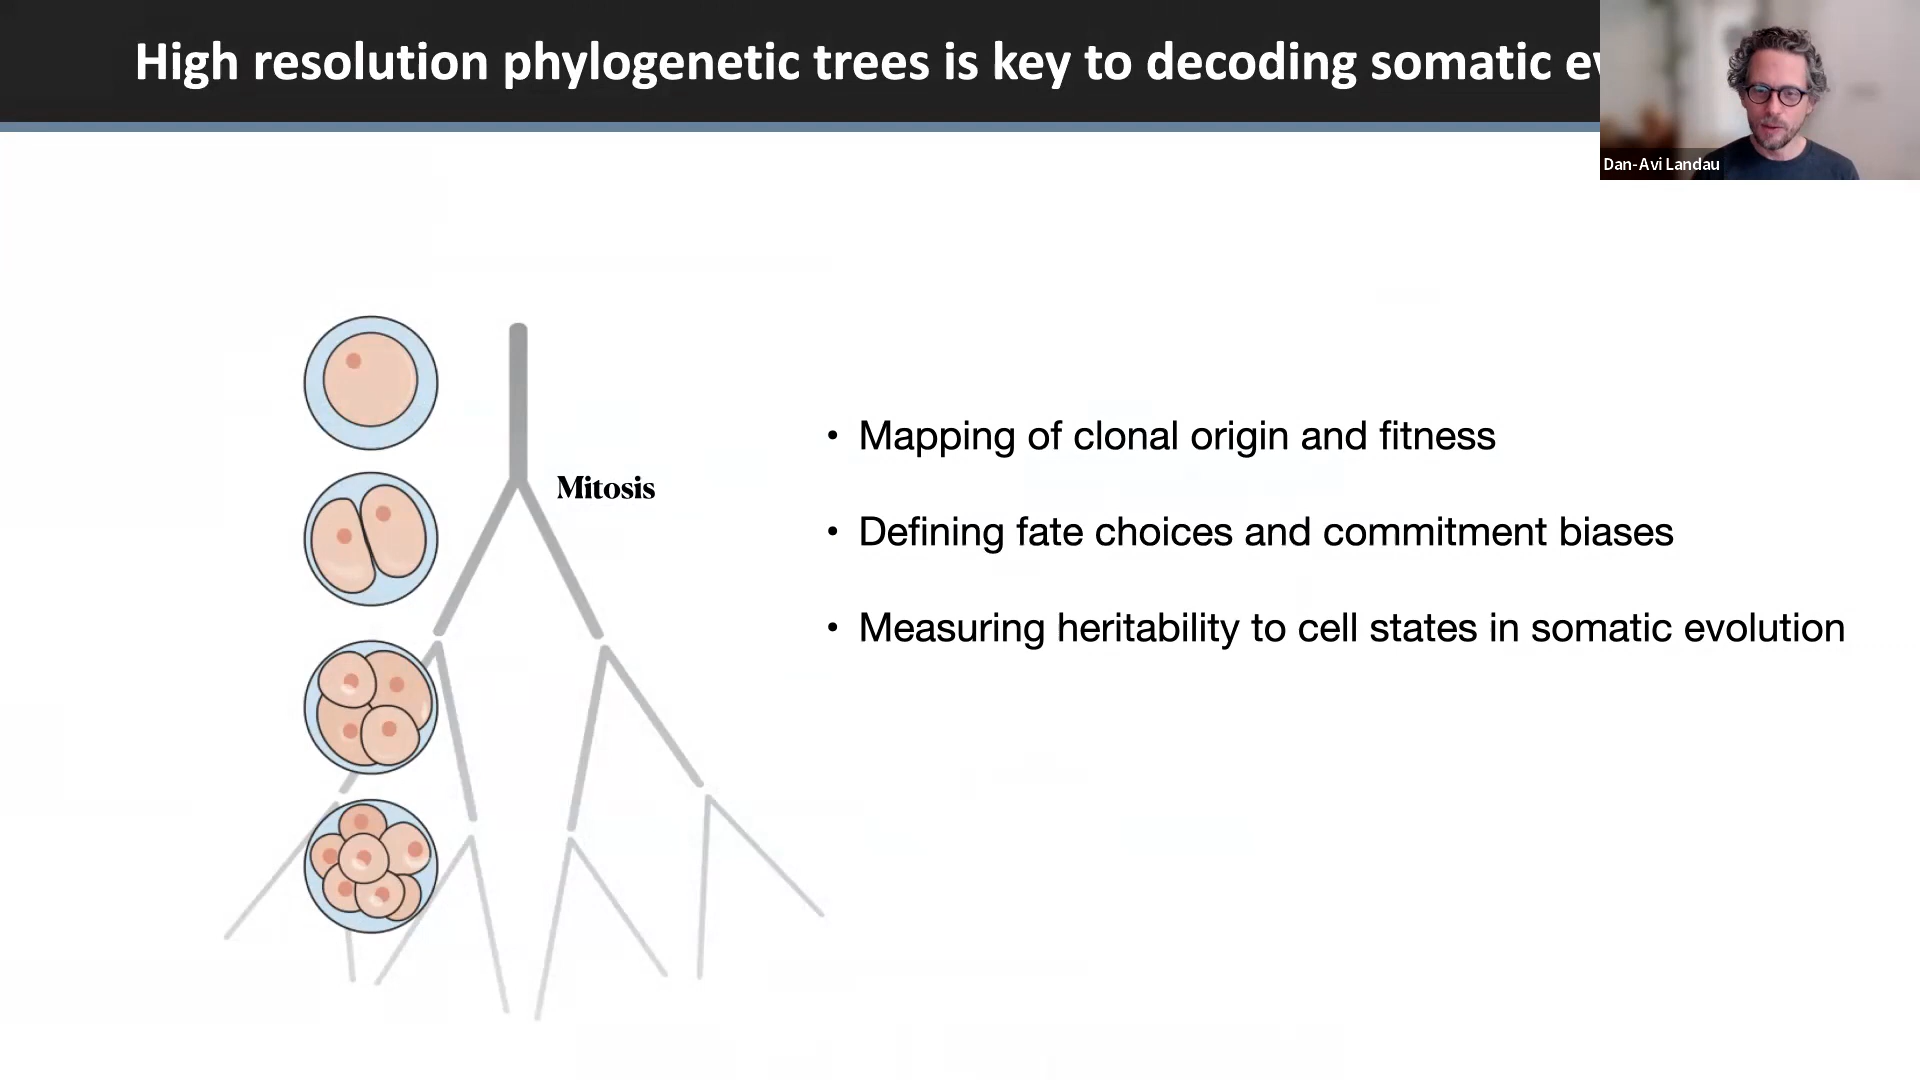 High resolution phylogenetic trees is key to decoding somatic
Dan-Avi Landau
Mitosis
• Mapping of clonal origin and fitness
• Defining fate choices and commitment biases
• Measuring heritability to cell states in somatic evolution